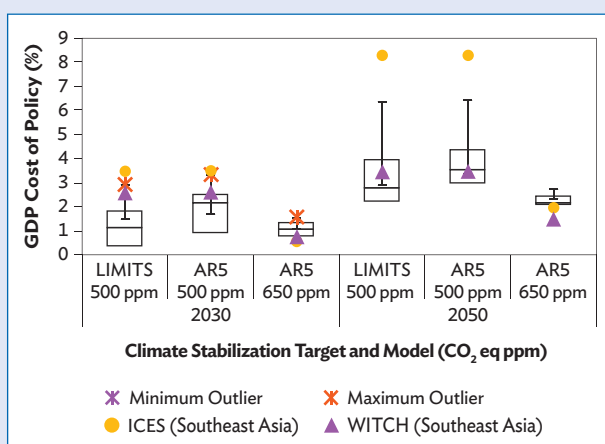 GDP Cost of Policy (%)
9
8
7
6
5
4
3
2
1
0
LIMITS AR5 AR5 LIMITS AR5 AR5
500 ppm 500 ppm 650 ppm 500 ppm 500 ppm 650 ppm
2030 2050
Climate Stabilization Target and Model (CO₂ eq ppm)
Minimum Outlier Maximum Outlier
ICES (Southeast Asia) WITCH (Southeast Asia)